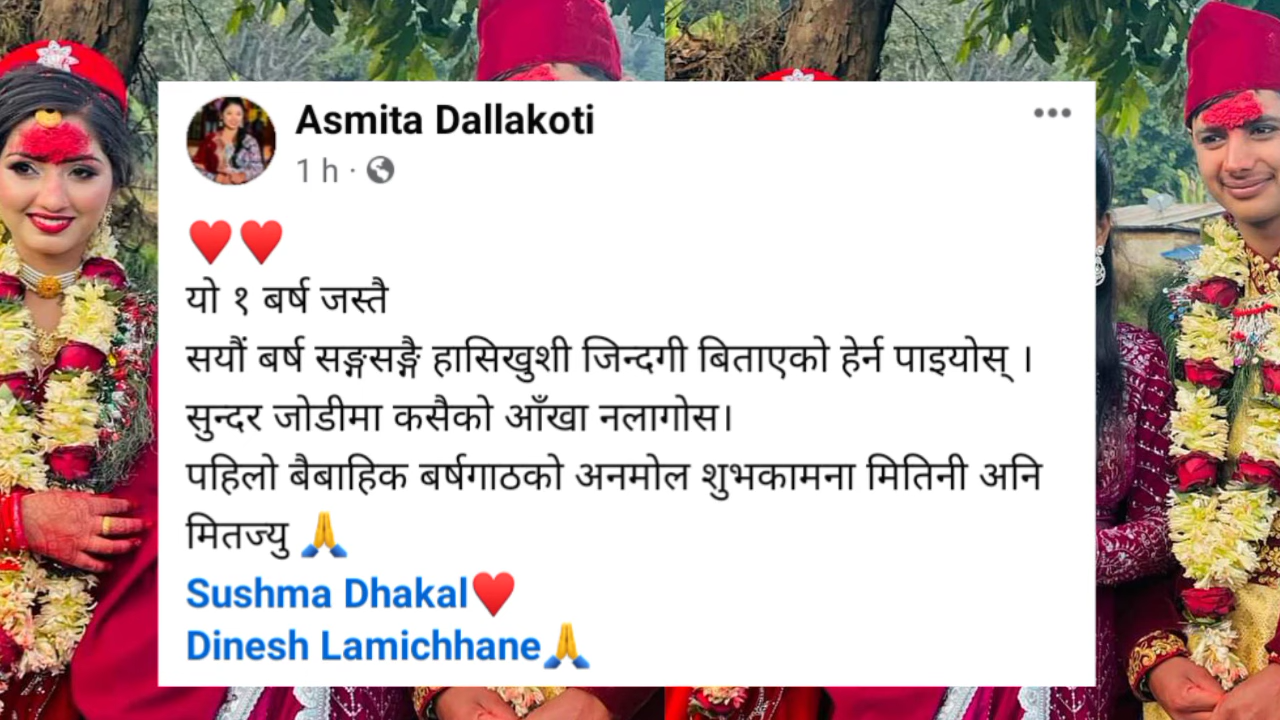 Asmita Dallakoti
1 h ·
♥️♥️
यो १ बर्ष जस्तै
सयौं बर्ष सङ्गसङ्गै हासिखुशी जिन्दगी बिताएको हेर्न पाइयोस् ।
सुन्दर जोडीमा कसैको आँखा नलागोस।
पहिलो बैबाहिक बर्षगाठको अनमोल शुभकामना मितिनी अनि
मितज्यु 🙏
Sushma Dhakal♥️
Dinesh Lamichhane🙏